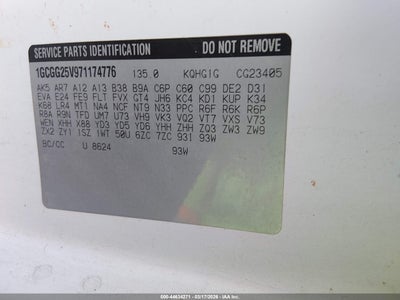 SERVICE PARTS IDENTIFICATION DO NOT REMOVE
1GCGG25V971174776 135.0 KQHGIG CG23405
AK5 AR7 A12 A13 B38 B9A C6P C60 C99 DE2 D31
EVA E24 FE9 FLT FVX GT4 JF7 KC4 KD1 KUP K34
K68 LR4 MT1 NA4 NCF NT9 N33 PPC R6F R6K R6P
R8A R9N TFD UM7 U73 VH9 VK3 VQ2 VT7 VXS V73
WEN XHH X88 YD3 YD5 YD6 YHH ZHH ZW3 ZW9
ZX2 ZY1 1SZ 1WT 50U 6ZC 7ZC 931 93W
BC/CC U 8624 93W
000-44634271 - 03/17/2026 - IAA, Inc.